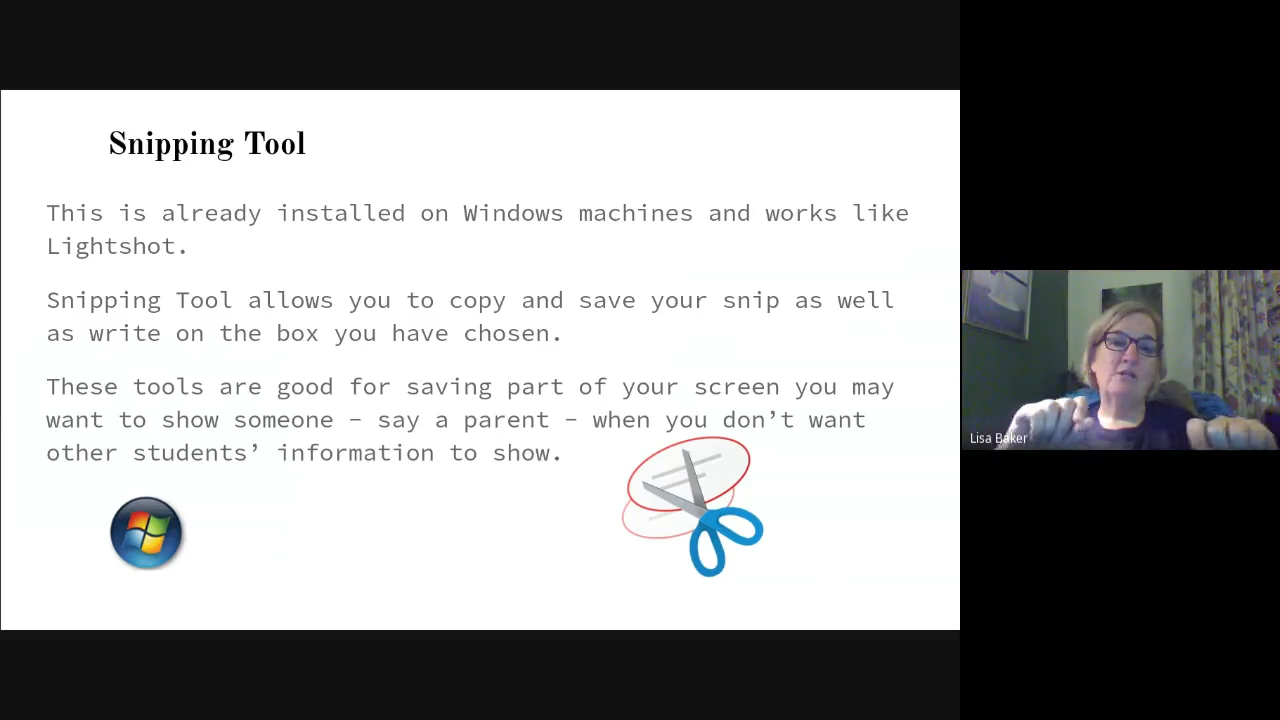 Snipping Tool
This is already installed on Windows machines and works like
Lightshot.
Snipping Tool allows you to copy and save your snip as well
as write on the box you have chosen.
These tools are good for saving part of your screen you may
want to show someone – say a parent – when you don’t want
other students’ information to show.
Lisa Baker